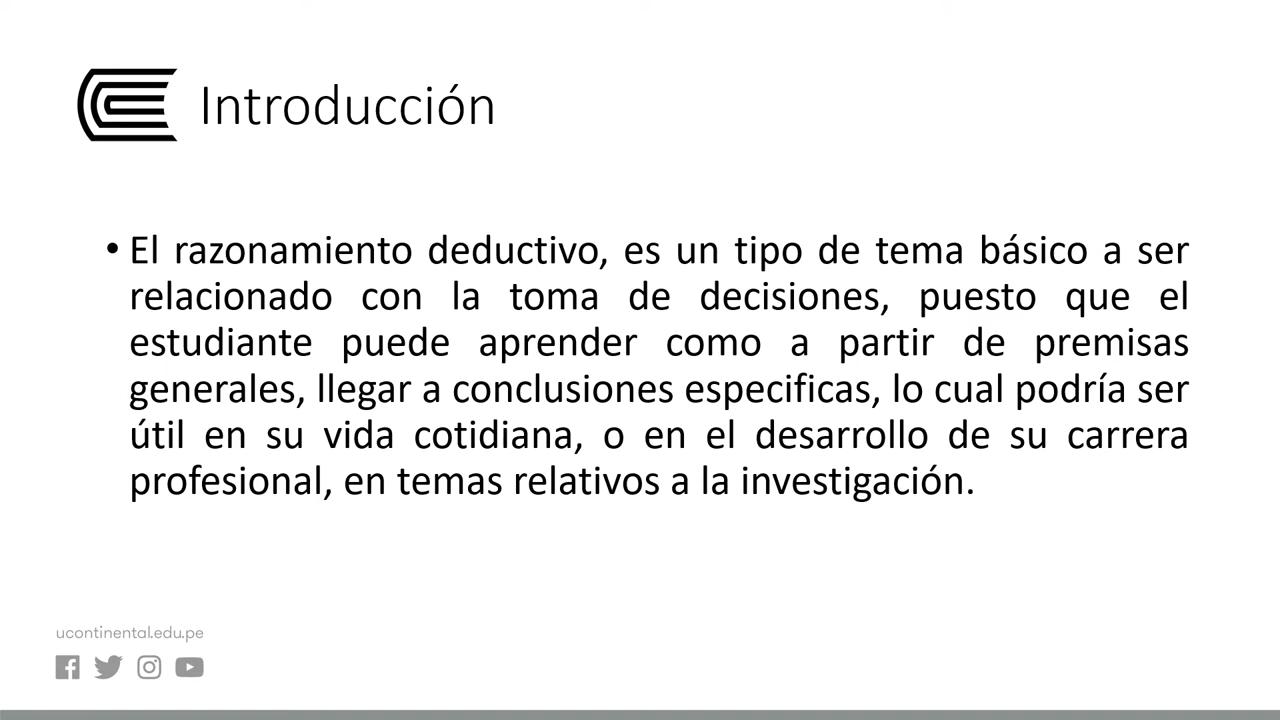 Introducción
• El razonamiento deductivo, es un tipo de tema básico a ser
relacionado con la toma de decisiones, puesto que el
estudiante puede aprender como a partir de premisas
generales, llegar a conclusiones especificas, lo cual podría ser
útil en su vida cotidiana, o en el desarrollo de su carrera
profesional, en temas relativos a la investigación.
ucontinental.edu.pe